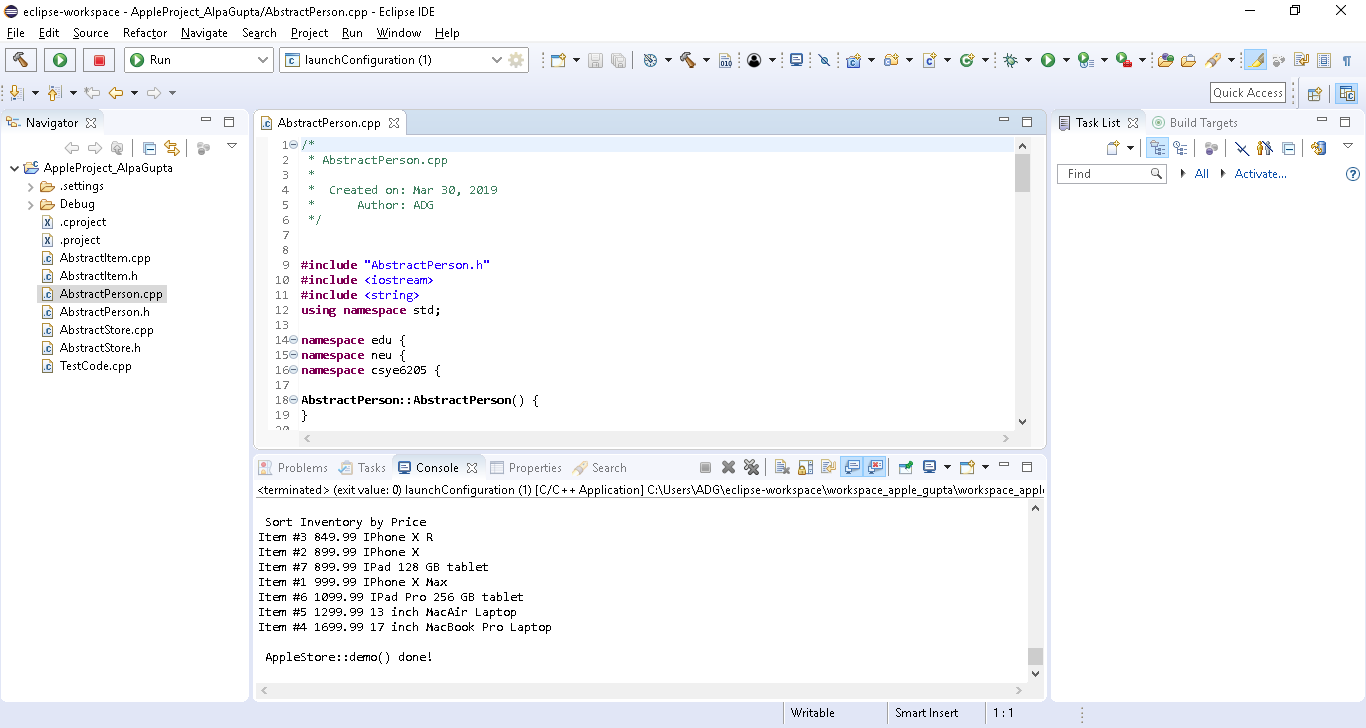 eclipse-workspace - AppleProject_AlpaGupta/AbstractPerson.cpp - Eclipse IDE
File Edit Source Refactor Navigate Search Project Run Window Help
Run launchConfiguration (1)
010
Quick Access
Navigator
AppleProject_AlpaGupta
.settings
Debug
.cproject
.project
AbstractItem.cpp
AbstractItem.h
AbstractPerson.cpp
AbstractPerson.h
AbstractStore.cpp
AbstractStore.h
TestCode.cpp
AbstractPerson.cpp
1 /*
2  * AbstractPerson.cpp
3  *
4  *  Created on: Mar 30, 2019
5  *      Author: ADG
6  */
7
8
9 #include "AbstractPerson.h"
10 #include <iostream>
11 #include <string>
12 using namespace std;
13
14 namespace edu {
15 namespace neu {
16 namespace csye6205 {
17
18 AbstractPerson::AbstractPerson() {
19 }
20
Problems Tasks Console Properties Search
<terminated> (exit value: 0) launchConfiguration (1) [C/C++ Application] C:\Users\ADG\eclipse-workspace\workspace_apple_gupta\workspace_appl
Sort Inventory by Price
Item #3 849.99 IPhone X R
Item #2 899.99 IPhone X
Item #7 899.99 IPad 128 GB tablet
Item #1 999.99 IPhone X Max
Item #6 1099.99 IPad Pro 256 GB tablet
Item #5 1299.99 13 inch MacAir Laptop
Item #4 1699.99 17 inch MacBook Pro Laptop
AppleStore::demo() done!
Task List Build Targets
Find All Activate...
Writable Smart Insert 1 : 1